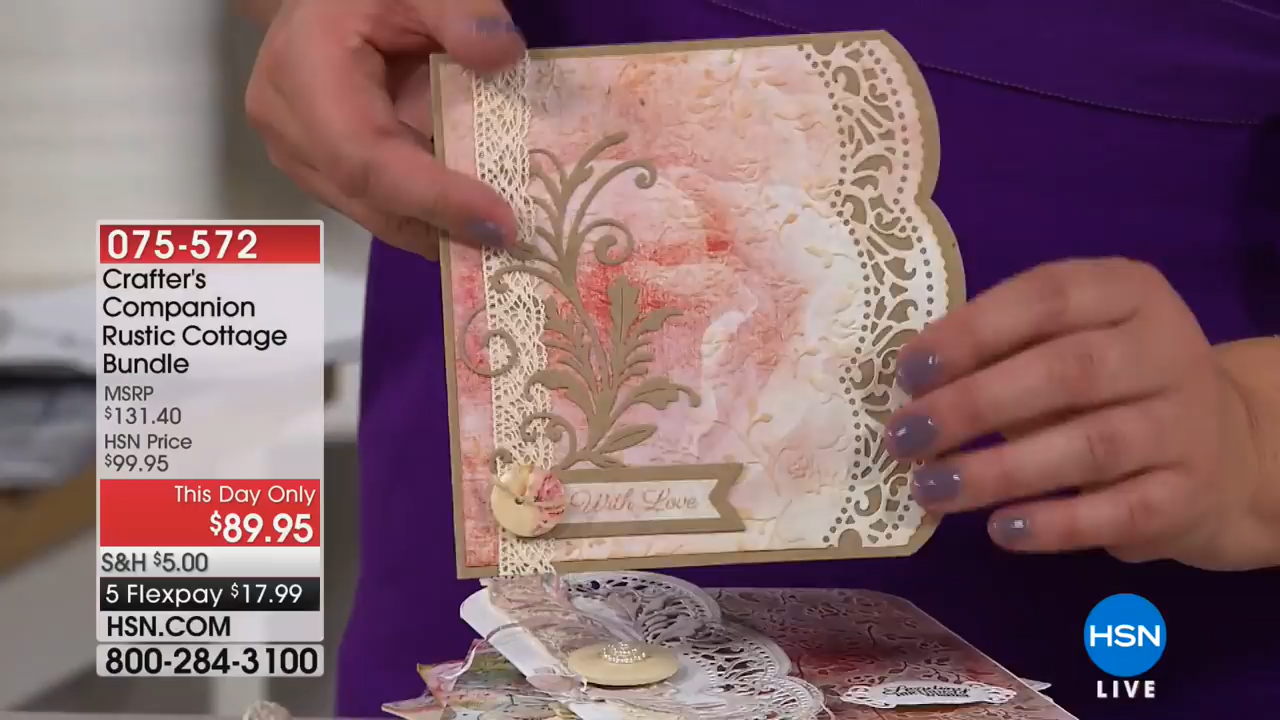 075-572
Crafter's
Companion
Rustic Cottage
Bundle
MSRP
$131.40
HSN Price
$99.95
This Day Only
$89.95
S&H $5.00
5 Flexpay $17.99
HSN.COM
800-284-3100
With Love
HSN
LIVE